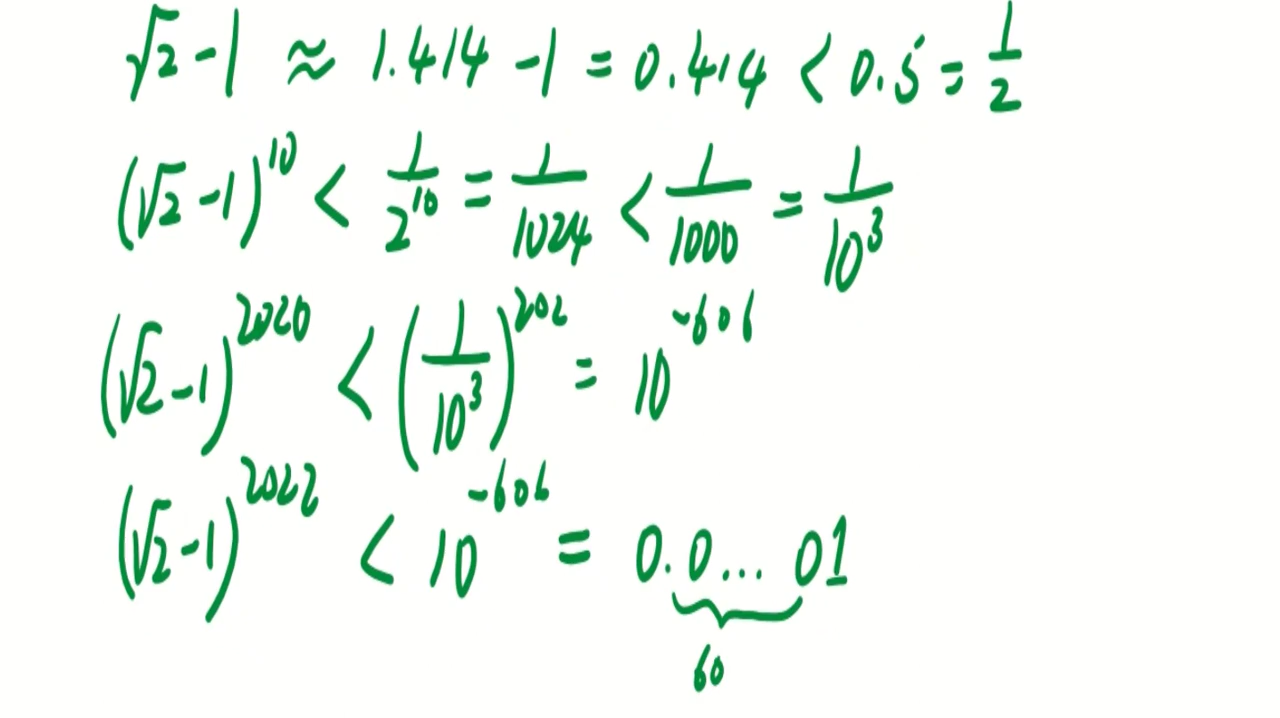 √2 - 1 ≈ 1.414 - 1 = 0.414 < 0.5 = 1/2
(√2 - 1)^10 < 1/2^10 = 1/1024 < 1/1000 = 1/10^3
(√2 - 1)^2020 < (1/10^3)^202 = 10^-606
(√2 - 1)^2022 < 10^-606 = 0.0...01
60